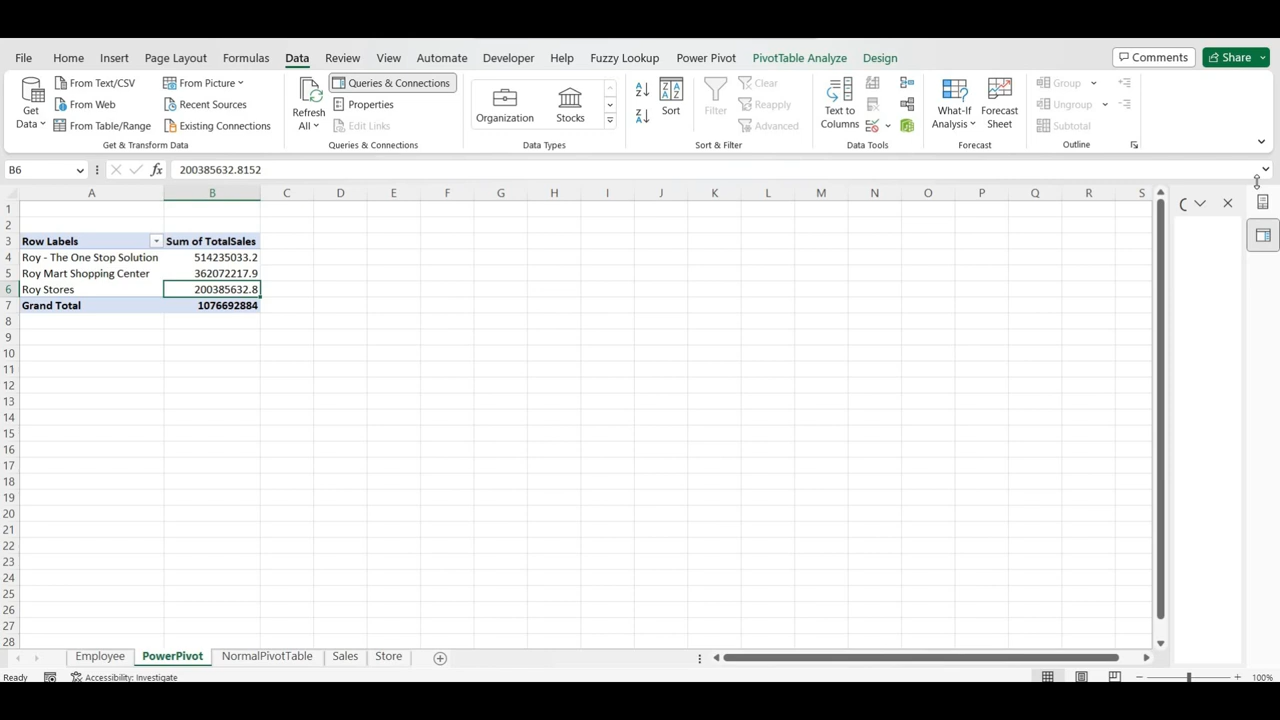 File Home Insert Page Layout Formulas Data Review View Automate Developer Help Fuzzy Lookup Power Pivot PivotTable Analyze Design Comments Share
Get Data
From Text/CSV
From Web
From Table/Range
From Picture
Recent Sources
Existing Connections
Get & Transform Data
Refresh All
Queries & Connections
Properties
Edit Links
Queries & Connections
Organization
Stocks
Data Types
Sort
Filter
Clear
Reapply
Advanced
Sort & Filter
Text to Columns
Data Tools
What-If Analysis
Forecast Sheet
Forecast
Group
Ungroup
Subtotal
Outline
B6 fx 200385632.8152
A B C D E F G H I J K L M N O P Q R S
1
2
3 Row Labels Sum of TotalSales
4 Roy - The One Stop Solution 514235033.2
5 Roy Mart Shopping Center 362072217.9
6 Roy Stores 200385632.8
7 Grand Total 1076692884
8
9
10
11
12
13
14
15
16
17
18
19
20
21
22
23
24
25
26
27
28
Employee PowerPivot NormalPivotTable Sales Store
Ready Accessibility: Investigate 100%